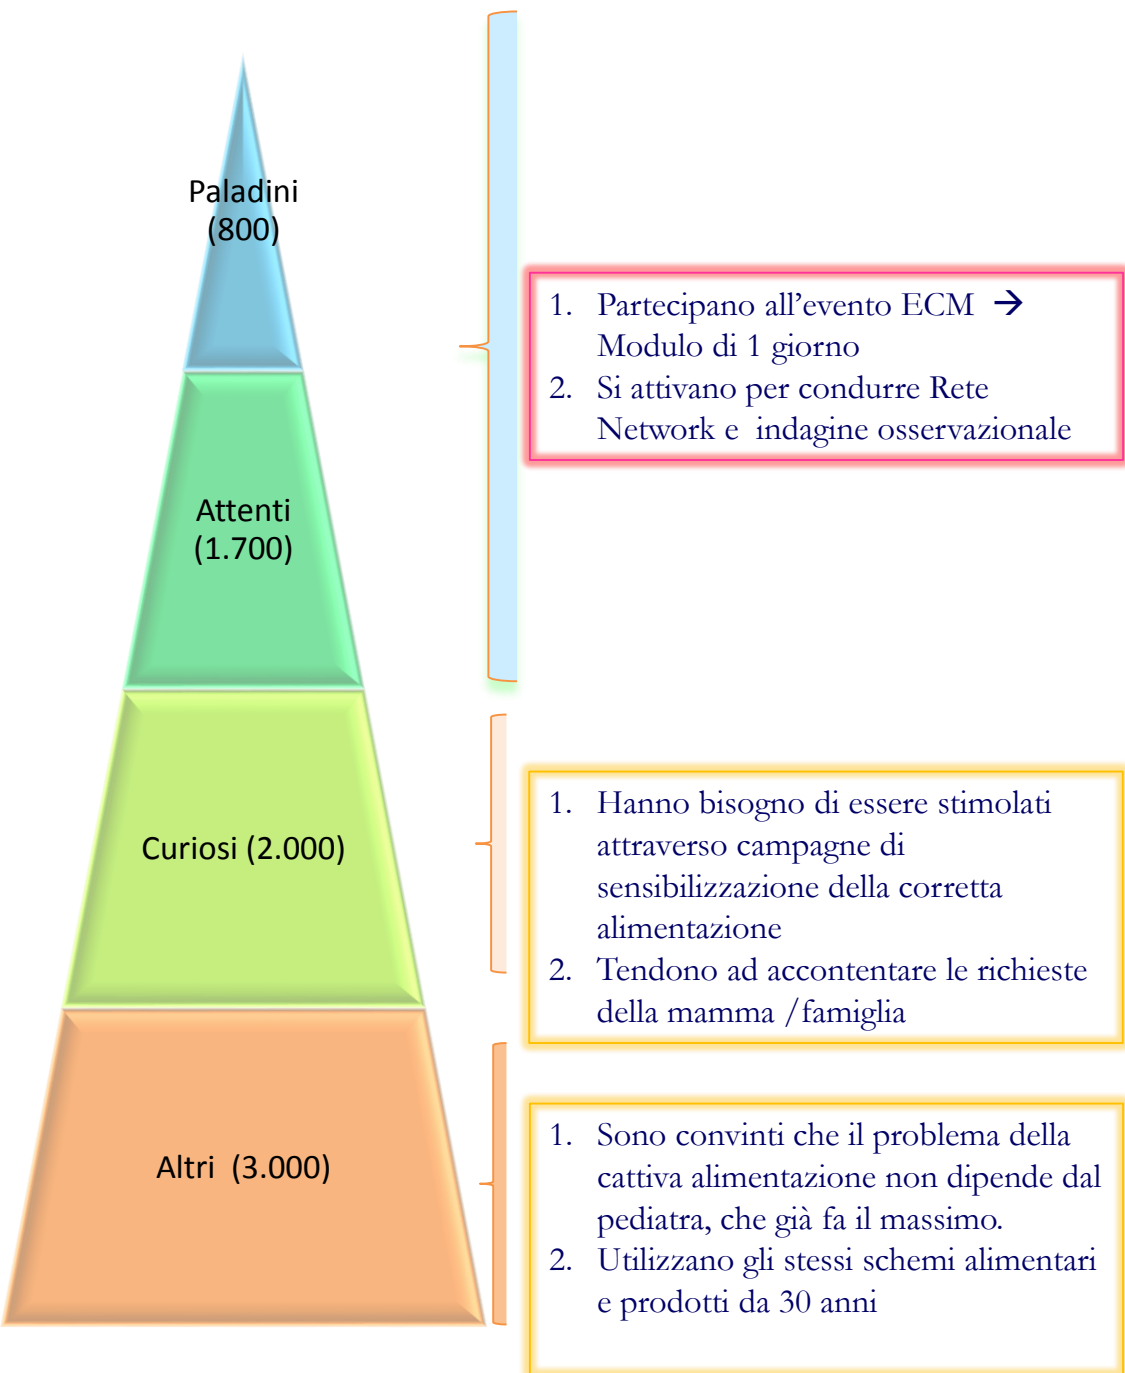 Paladini
(800)
1. Partecipano all’evento ECM →
Modulo di 1 giorno
2. Si attivano per condurre Rete
Network e indagine osservazionale
Attenti
(1.700)
Curiosi (2.000)
1. Hanno bisogno di essere stimolati
attraverso campagne di
sensibilizzazione della corretta
alimentazione
2. Tendono ad accontentare le richieste
della mamma /famiglia
Altri (3.000)
1. Sono convinti che il problema della
cattiva alimentazione non dipende dal
pediatra, che già fa il massimo.
2. Utilizzano gli stessi schemi alimentari
e prodotti da 30 anni